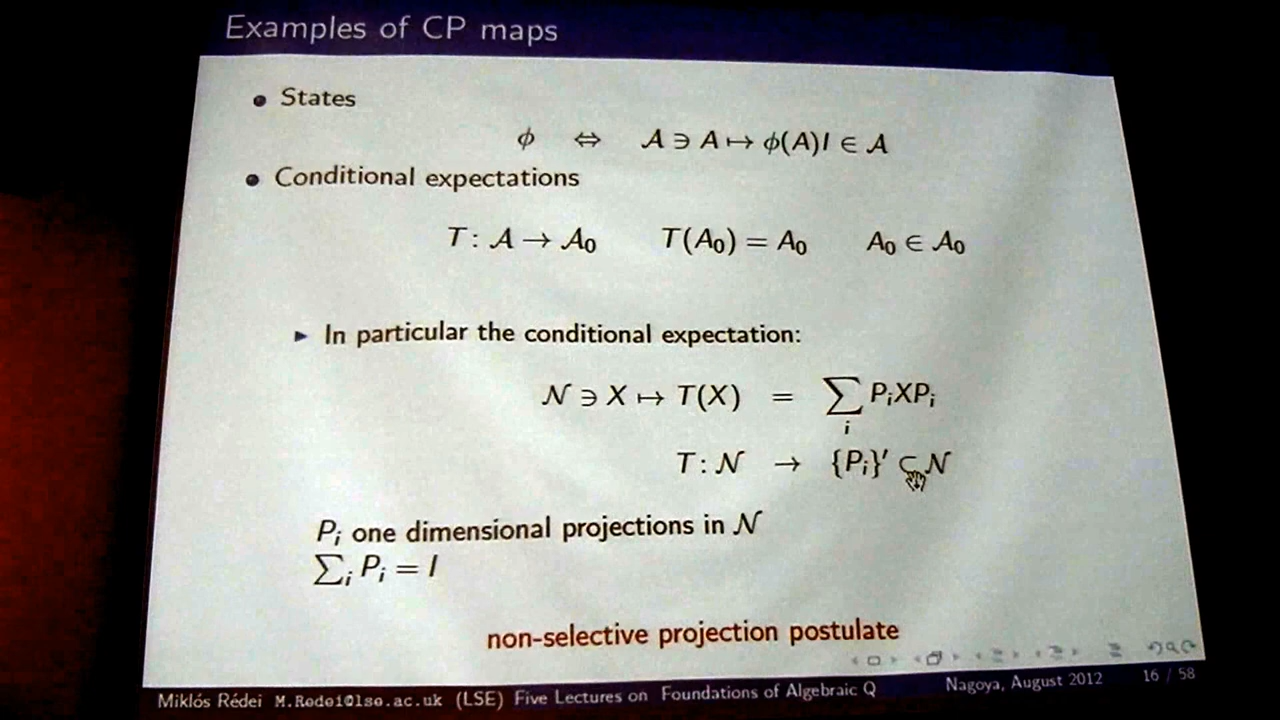 Examples of CP maps
• States
ϕ ⇔ 𝒜 ∋ A ↦ ϕ(A)I ∈ 𝒜
• Conditional expectations
T : 𝒜 → 𝒜₀ T(A₀) = A₀ A₀ ∈ 𝒜₀
▶ In particular the conditional expectation:
𝒩 ∋ X ↦ T(X) = ∑ᵢ PᵢXPᵢ
T : 𝒩 → {Pᵢ}′ ⊂ 𝒩
Pᵢ one dimensional projections in 𝒩
∑ᵢ Pᵢ = I
non-selective projection postulate
Miklós Rédei M.Redei@lse.ac.uk (LSE) Five Lectures on Foundations of Algebraic Q Nagoya, August 2012 16 / 58